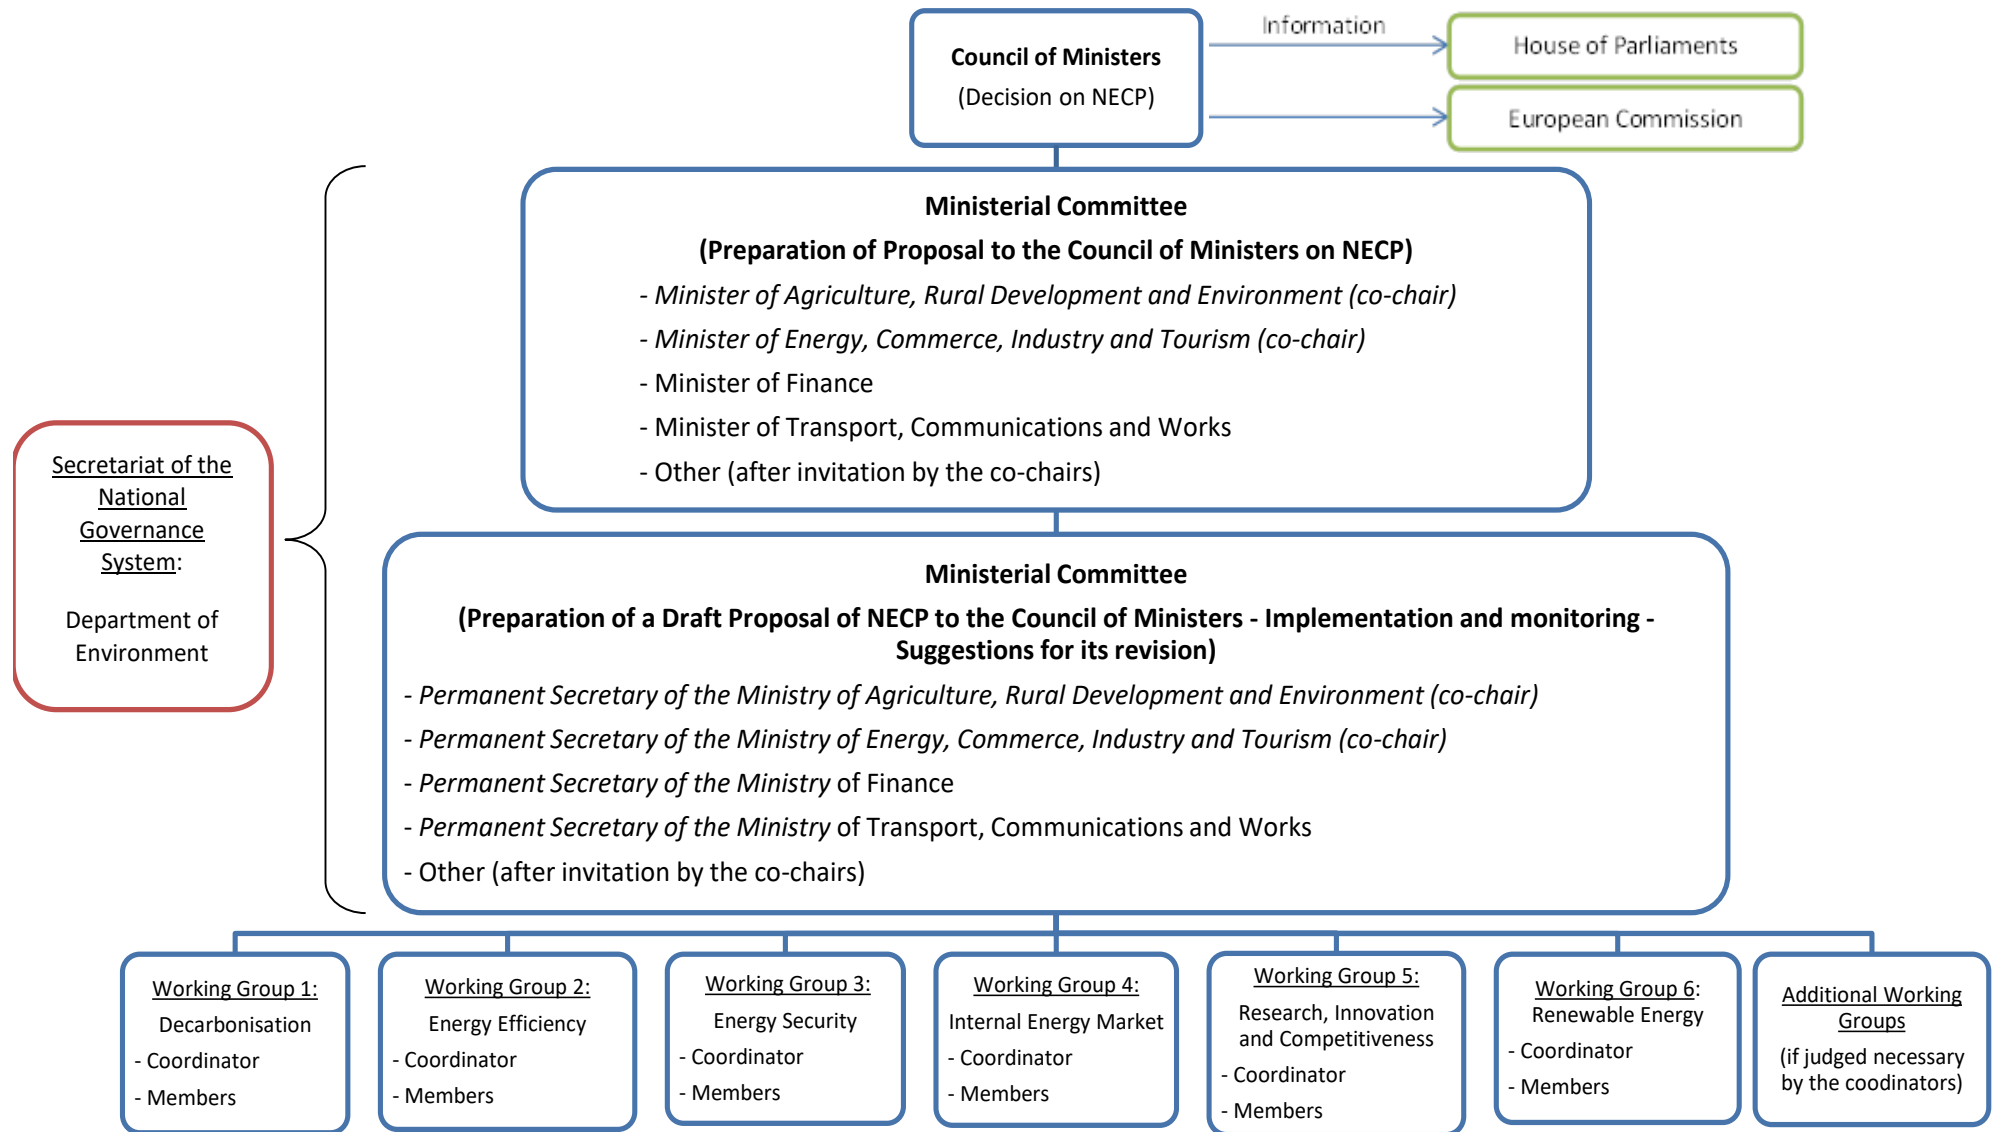 Council of Ministers
(Decision on NECP)
Information
House of Parliaments
European Commission
Ministerial Committee
(Preparation of Proposal to the Council of Ministers on NECP)
- Minister of Agriculture, Rural Development and Environment (co-chair)
- Minister of Energy, Commerce, Industry and Tourism (co-chair)
- Minister of Finance
- Minister of Transport, Communications and Works
- Other (after invitation by the co-chairs)
Secretariat of the
National
Governance
System:
Department of
Environment
Ministerial Committee
(Preparation of a Draft Proposal of NECP to the Council of Ministers - Implementation and monitoring -
Suggestions for its revision)
- Permanent Secretary of the Ministry of Agriculture, Rural Development and Environment (co-chair)
- Permanent Secretary of the Ministry of Energy, Commerce, Industry and Tourism (co-chair)
- Permanent Secretary of the Ministry of Finance
- Permanent Secretary of the Ministry of Transport, Communications and Works
- Other (after invitation by the co-chairs)
Working Group 1:
Decarbonisation
- Coordinator
- Members
Working Group 2:
Energy Efficiency
- Coordinator
- Members
Working Group 3:
Energy Security
- Coordinator
- Members
Working Group 4:
Internal Energy Market
- Coordinator
- Members
Working Group 5:
Research, Innovation
and Competitiveness
- Coordinator
- Members
Working Group 6:
Renewable Energy
- Coordinator
- Members
Additional Working
Groups
(if judged necessary
by the coodinators)